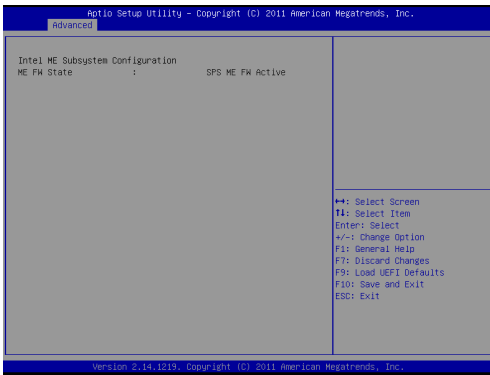 Aptio Setup Utility – Copyright (C) 2011 American Megatrends, Inc.
Advanced
Intel ME Subsystem Configuration
ME FW State : SPS ME FW Active
↔: Select Screen
↑↓: Select Item
Enter: Select
+/-: Change Option
F1: General Help
F7: Discard Changes
F9: Load UEFI Defaults
F10: Save and Exit
ESC: Exit
Version 2.14.1219. Copyright (C) 2011 American Megatrends, Inc.